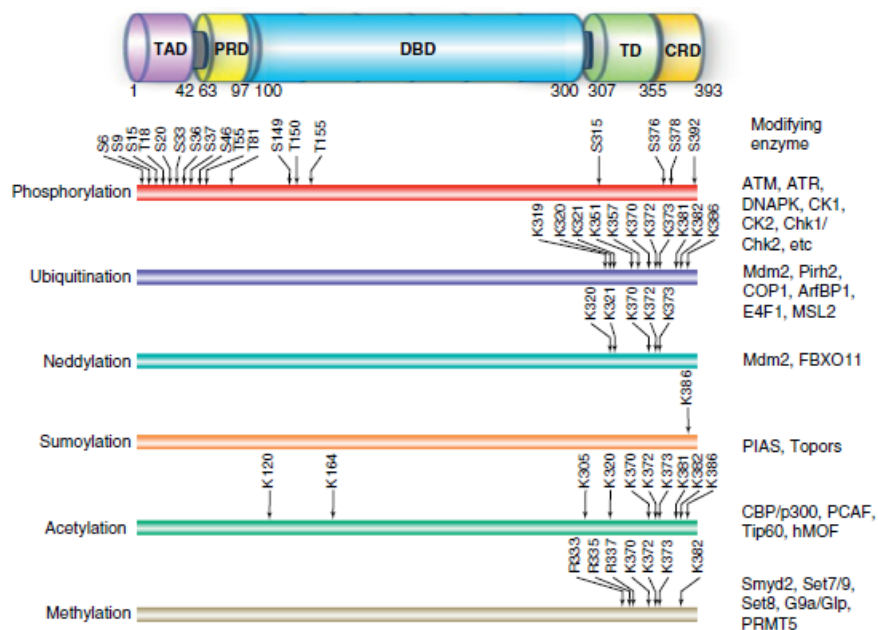 TAD PRD DBD TD CRD
1 42 63 97 100 300 307 355 393
S6 S9 S15 T18 S20 S33 S36 S37 S46 T55 T81 S149 T150 T155 S315 S376 S378 S392
Modifying
enzyme
Phosphorylation
ATM, ATR,
DNAPK, CK1,
CK2, Chk1/
Chk2, etc
K319 K320 K321 K351 K357 K370 K372 K373 K381 K382 K386
Ubiquitination
Mdm2, Pirh2,
COP1, ArfBP1,
E4F1, MSL2
K320 K321 K370 K372 K373
Neddylation
Mdm2, FBXO11
K386
Sumoylation
PIAS, Topors
K120 K164 K305 K320 K370 K372 K373 K381 K382 K386
Acetylation
CBP/p300, PCAF,
Tip60, hMOF
R333 R335 R337 K370 K372 K373 K382
Methylation
Smyd2, Set7/9,
Set8, G9a/Glp,
PRMT5